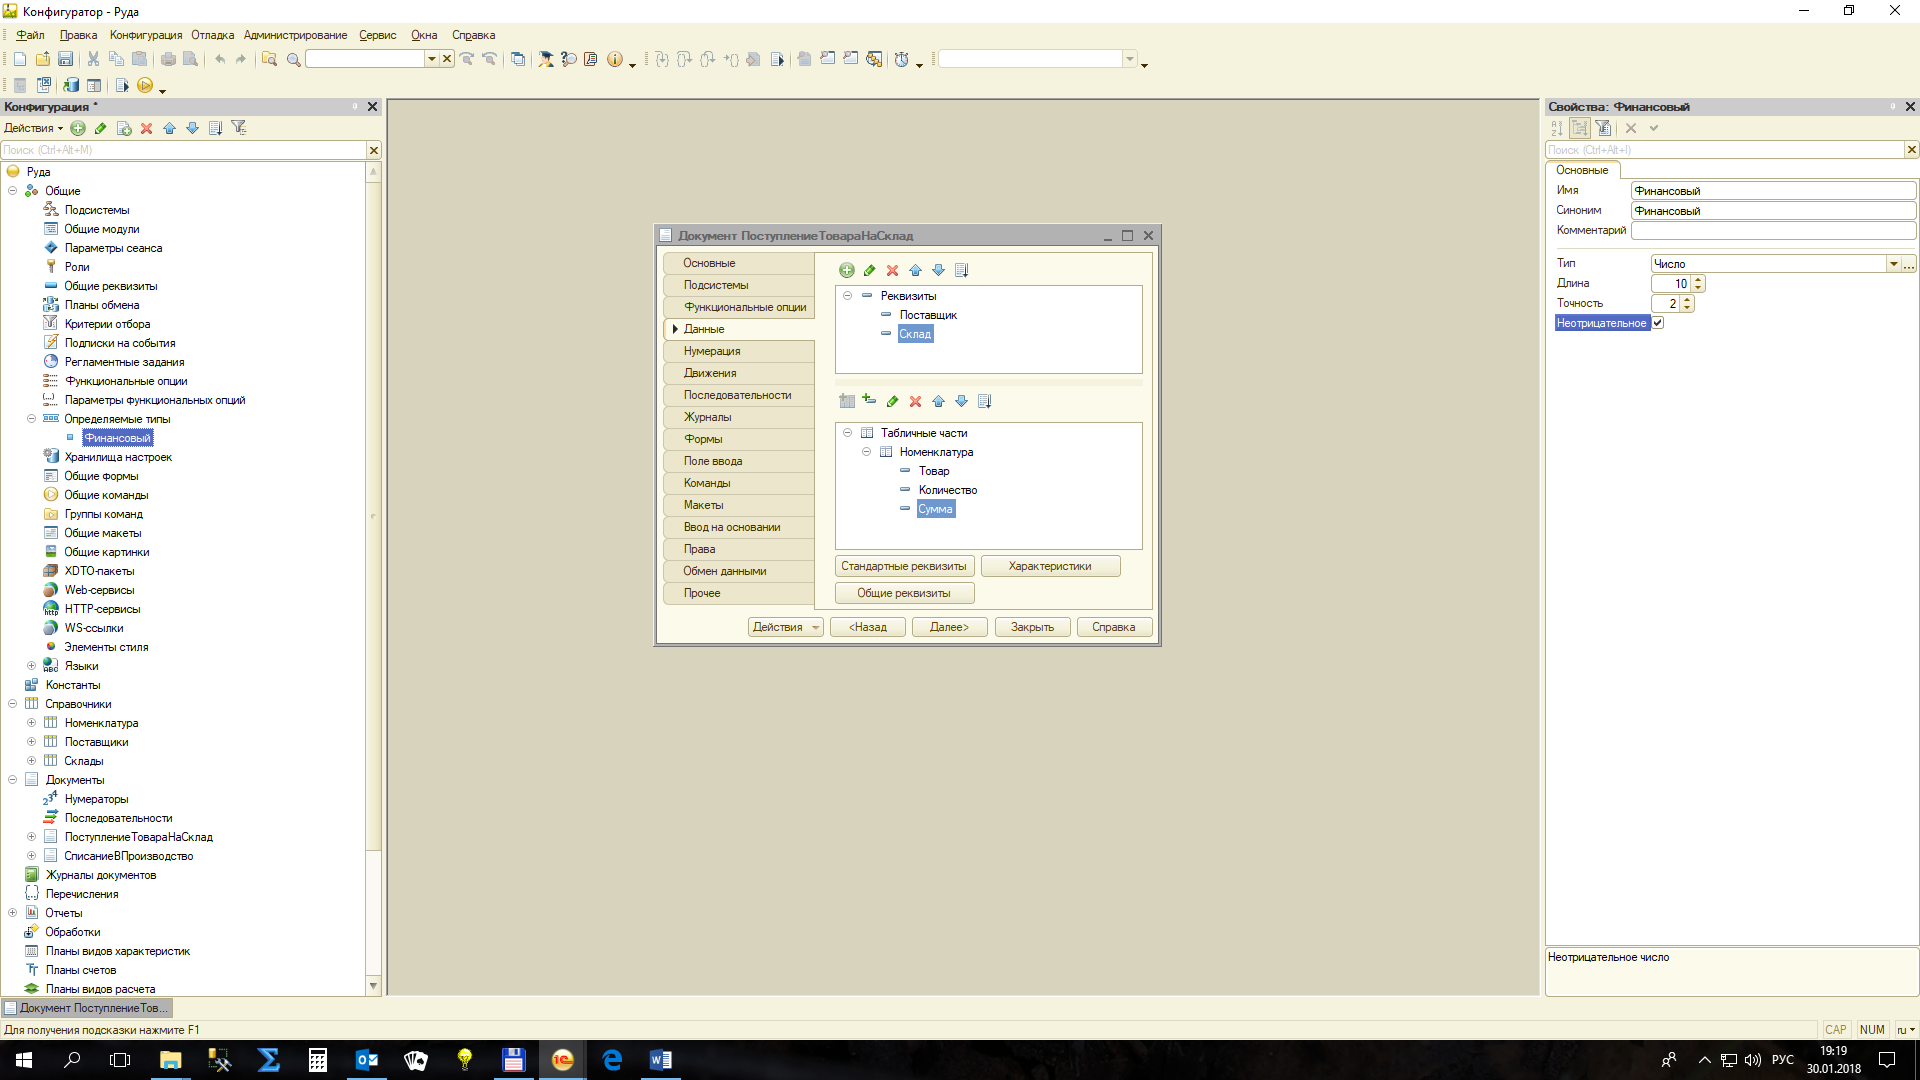 Конфигуратор - Руда
Файл Правка Конфигурация Отладка Администрирование Сервис Окна Справка
Конфигурация *
Действия
Поиск (Ctrl+Alt+M)
Руда
Общие
Подсистемы
Общие модули
Параметры сеанса
Роли
Общие реквизиты
Планы обмена
Критерии отбора
Подписки на события
Регламентные задания
Функциональные опции
Параметры функциональных опций
Определяемые типы
Финансовый
Хранилища настроек
Общие формы
Общие команды
Группы команд
Общие макеты
Общие картинки
XDTO-пакеты
Web-сервисы
HTTP-сервисы
WS-ссылки
Элементы стиля
Языки
Константы
Справочники
Номенклатура
Поставщики
Склады
Документы
Нумераторы
Последовательности
ПоступлениеТовараНаСклад
СписаниеВПроизводство
Журналы документов
Перечисления
Отчеты
Обработки
Планы видов характеристик
Планы счетов
Планы видов расчета
Документ ПоступлениеТовараНаСклад
Основные
Подсистемы
Функциональные опции
Данные
Нумерация
Движения
Последовательности
Журналы
Формы
Поле ввода
Команды
Макеты
Ввод на основании
Права
Обмен данными
Прочее
Реквизиты
Поставщик
Склад
Табличные части
Номенклатура
Товар
Количество
Сумма
Стандартные реквизиты Характеристики
Общие реквизиты
Действия <Назад Далее> Закрыть Справка
Свойства: Финансовый
Поиск (Ctrl+Alt+I)
Основные
Имя Финансовый
Синоним Финансовый
Комментарий
Тип Число
Длина 10
Точность 2
Неотрицательное
Неотрицательное число
Документ ПоступлениеТов...
Для получения подсказки нажмите F1
CAP NUM ru
РУС
19:19
30.01.2018